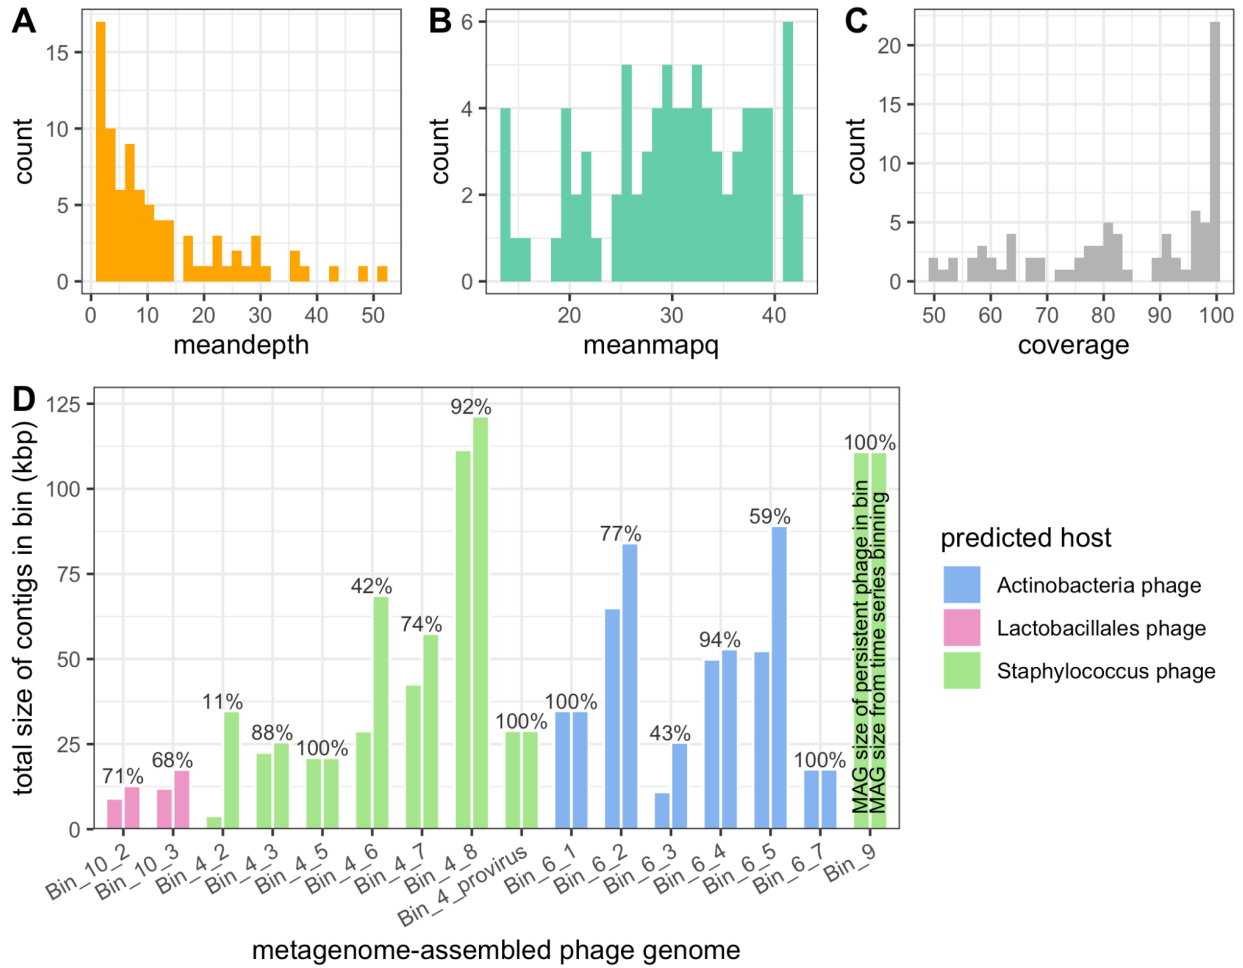 A
count
15
10
5
0
0 10 20 30 40 50
meandepth
B
count
6
4
2
0
20 30 40
meanmapq
C
count
20
15
10
5
0
50 60 70 80 90 100
coverage
D
total size of contigs in bin (kbp)
125
100
75
50
25
0
71%
68%
11%
88%
100%
42%
74%
92%
100%
100%
77%
43%
94%
59%
100%
100%
MAG size of persistent phage in bin
MAG size from time series binning
Bin_10_2
Bin_10_3
Bin_4_2
Bin_4_3
Bin_4_5
Bin_4_6
Bin_4_7
Bin_4_8
Bin_4_provirus
Bin_6_1
Bin_6_2
Bin_6_3
Bin_6_4
Bin_6_5
Bin_6_7
Bin_9
metagenome-assembled phage genome
predicted host
Actinobacteria phage
Lactobacillales phage
Staphylococcus phage